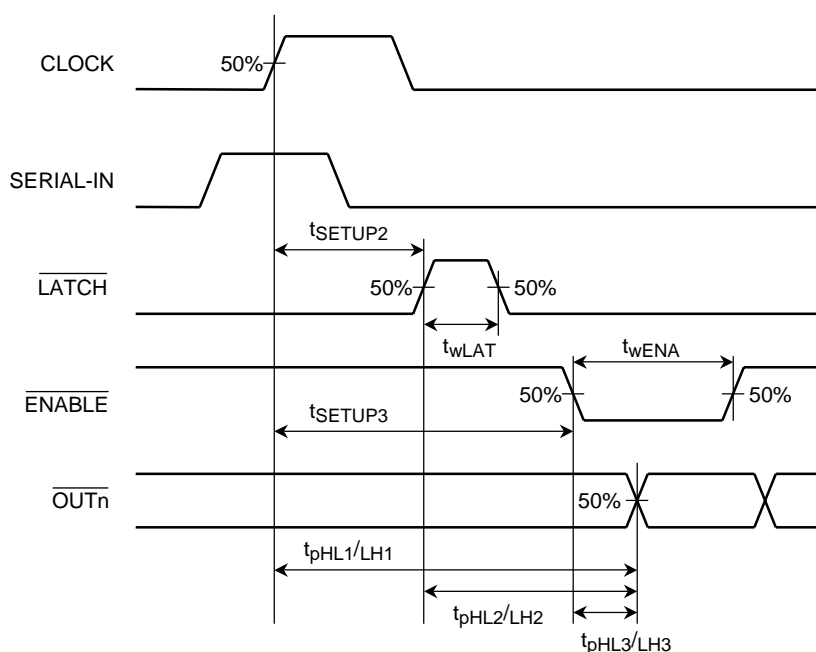 CLOCK
50%
SERIAL-IN
tSETUP2
LATCH
50%
50%
twLAT
twENA
ENABLE
50%
50%
tSETUP3
OUTn
50%
tpHL1/LH1
tpHL2/LH2
tpHL3/LH3